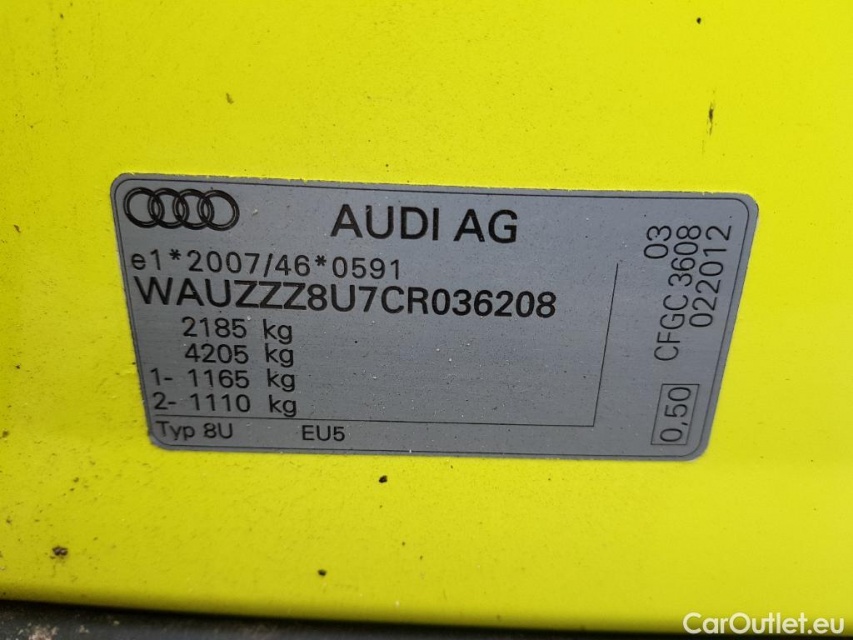 AUDI AG
e1*2007/46*0591
WAUZZZ8U7CR036208
2185 kg
4205 kg
1- 1165 kg
2- 1110 kg
Typ 8U EU5
03
CFGC 3608
022012
0,50
CarOutlet.eu